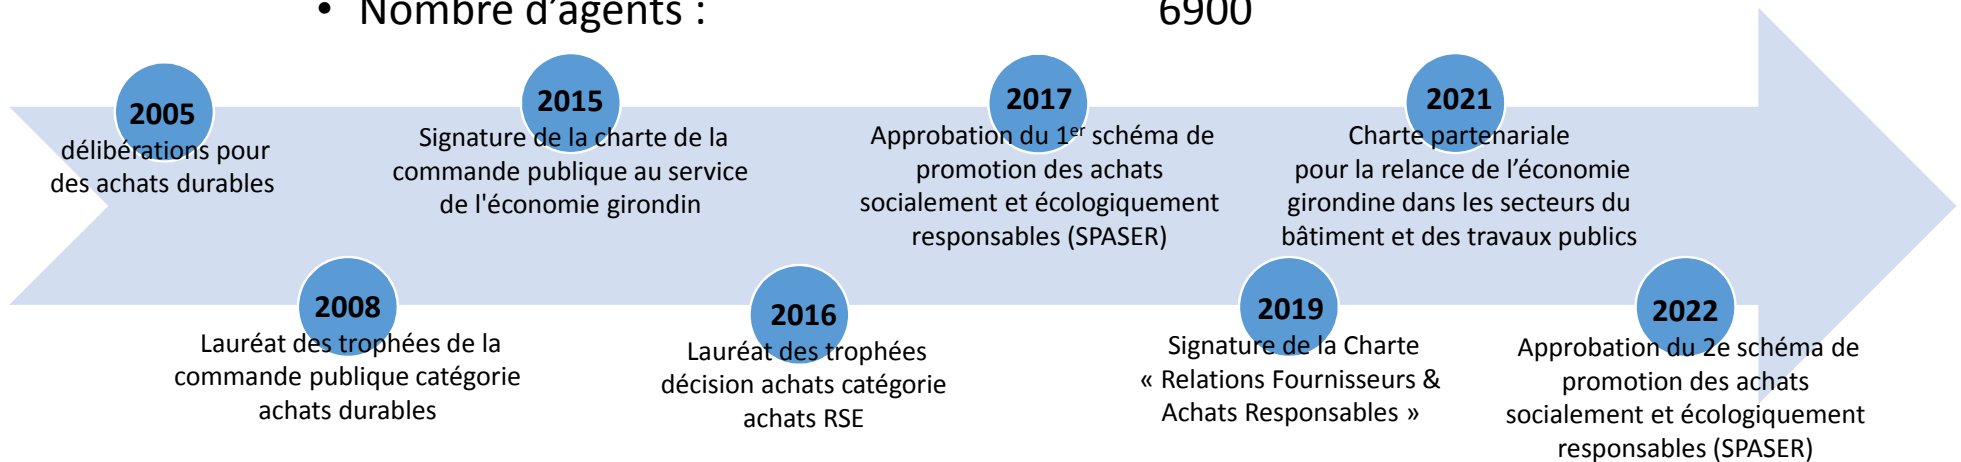 • Nombre d'agents : 6900
2005
délibérations pour
des achats durables
2015
Signature de la charte de la
commande publique au service
de l'économie girondin
2017
Approbation du 1er schéma de
promotion des achats
socialement et écologiquement
responsables (SPASER)
2021
Charte partenariale
pour la relance de l’économie
girondine dans les secteurs du
bâtiment et des travaux publics
2008
Lauréat des trophées de la
commande publique catégorie
achats durables
2016
Lauréat des trophées
décision achats catégorie
achats RSE
2019
Signature de la Charte
« Relations Fournisseurs &
Achats Responsables »
2022
Approbation du 2e schéma de
promotion des achats
socialement et écologiquement
responsables (SPASER)